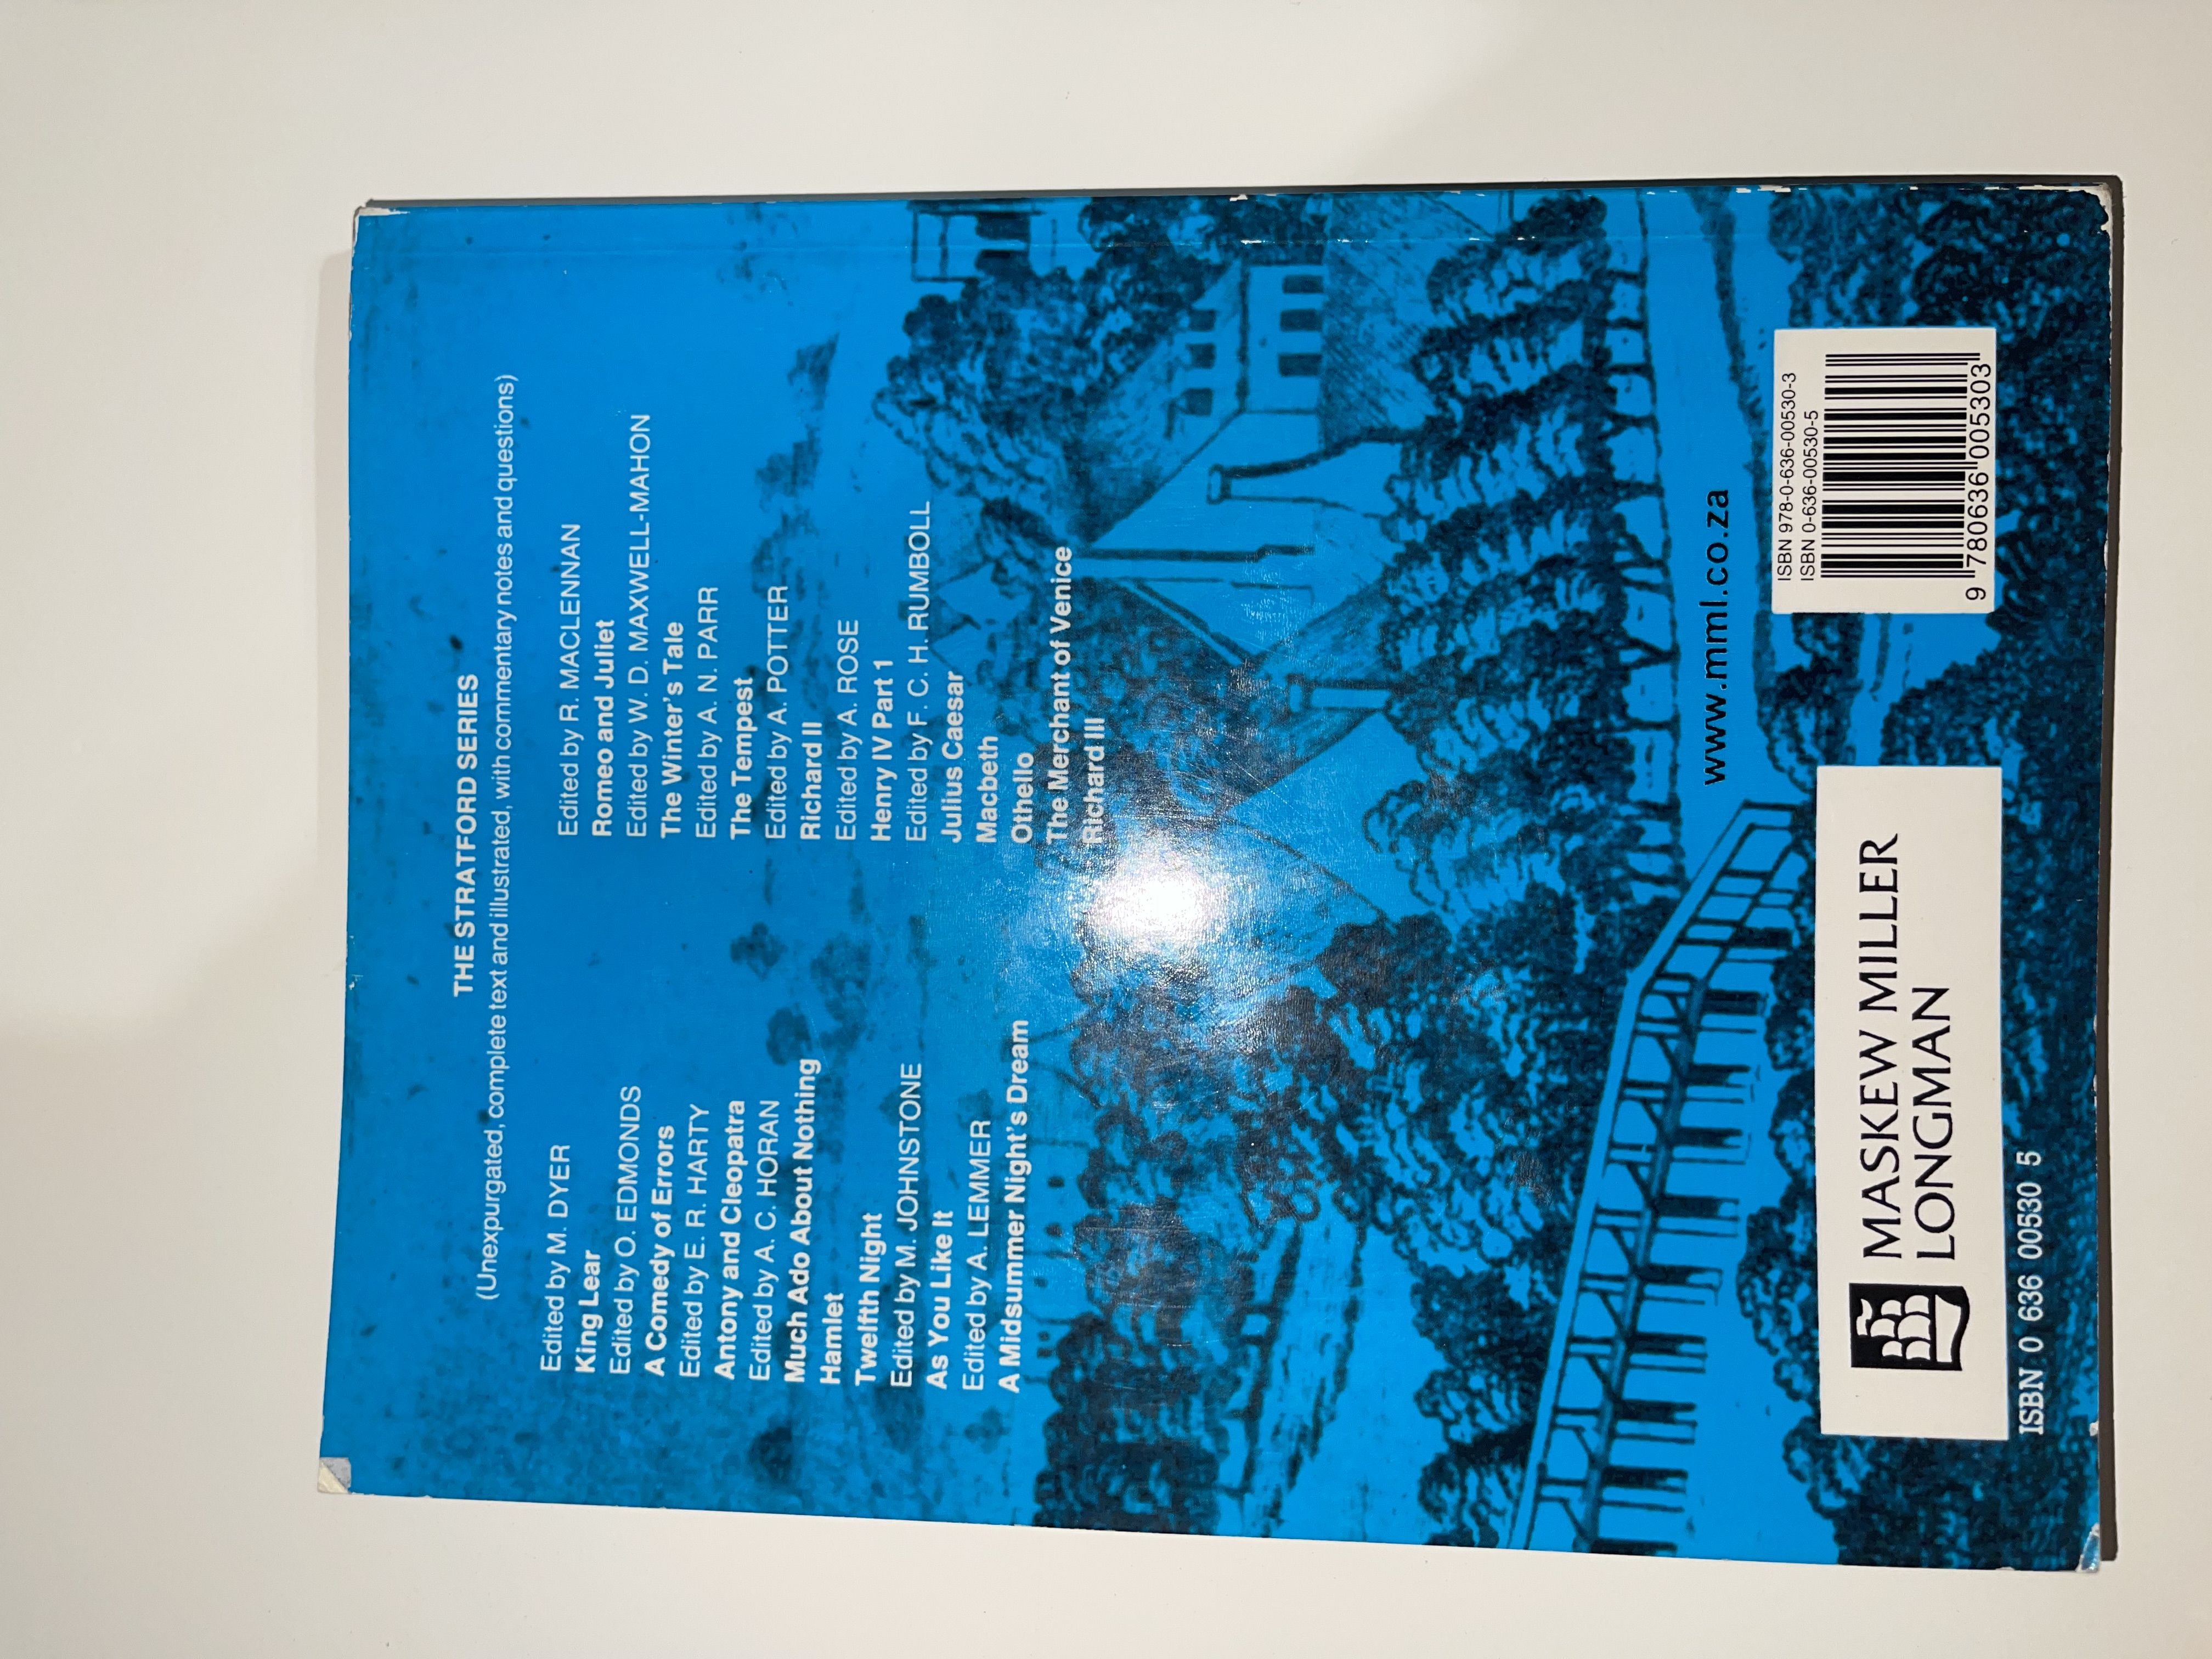 THE STRATFORD SERIES
(Unexpurgated, complete text and illustrated, with commentary notes and questions)
Edited by M. DYER
King Lear
Edited by O. EDMONDS
A Comedy of Errors
Edited by E. R. HARTY
Antony and Cleopatra
Edited by A. C. HORAN
Much Ado About Nothing
Hamlet
Twelfth Night
Edited by M. JOHNSTONE
As You Like It
Edited by A. LEMMER
A Midsummer Night's Dream
Edited by R. MACLENNAN
Romeo and Juliet
Edited by W. D. MAXWELL-MAHON
The Winter's Tale
Edited by A. N. PARR
The Tempest
Edited by A. POTTER
Richard II
Edited by A. ROSE
Henry IV Part 1
Edited by F. C. H. RUMBOLL
Julius Caesar
Macbeth
Othello
The Merchant of Venice
Richard III
www.mml.co.za
MASKEW MILLER
LONGMAN
ISBN 978-0-636-00530-3
ISBN 0-636-00530-5
9 780636 005303
ISBN 0 636 00530 5